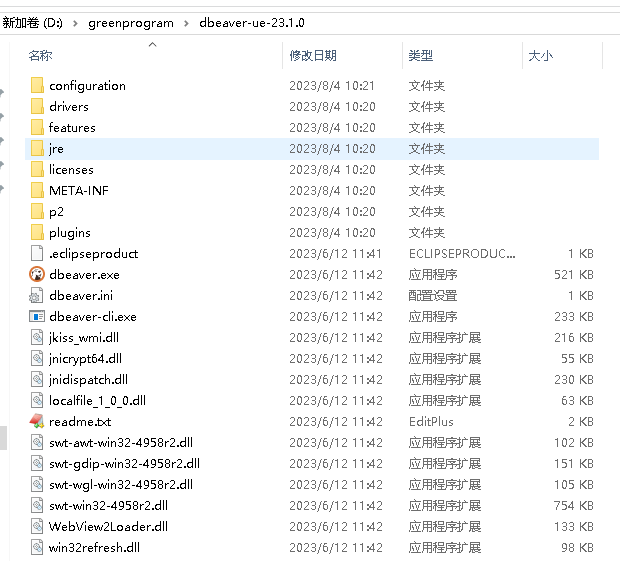 新加卷 (D:) > greenprogram > dbeaver-ue-23.1.0
名称 修改日期 类型 大小
configuration 2023/8/4 10:21 文件夹
drivers 2023/8/4 10:20 文件夹
features 2023/8/4 10:20 文件夹
jre 2023/8/4 10:20 文件夹
licenses 2023/8/4 10:20 文件夹
META-INF 2023/8/4 10:20 文件夹
p2 2023/8/4 10:20 文件夹
plugins 2023/8/4 10:20 文件夹
.eclipseproduct 2023/6/12 11:41 ECLIPSEPRODUC... 1 KB
dbeaver.exe 2023/6/12 11:42 应用程序 521 KB
dbeaver.ini 2023/6/12 11:42 配置设置 1 KB
dbeaver-cli.exe 2023/6/12 11:42 应用程序 233 KB
jkiss_wmi.dll 2023/6/12 11:42 应用程序扩展 216 KB
jnicrypt64.dll 2023/6/12 11:42 应用程序扩展 55 KB
jnidispatch.dll 2023/6/12 11:42 应用程序扩展 230 KB
localfile_1_0_0.dll 2023/6/12 11:42 应用程序扩展 63 KB
readme.txt 2023/6/12 11:42 EditPlus 2 KB
swt-awt-win32-4958r2.dll 2023/6/12 11:42 应用程序扩展 102 KB
swt-gdip-win32-4958r2.dll 2023/6/12 11:42 应用程序扩展 151 KB
swt-wgl-win32-4958r2.dll 2023/6/12 11:42 应用程序扩展 105 KB
swt-win32-4958r2.dll 2023/6/12 11:42 应用程序扩展 754 KB
WebView2Loader.dll 2023/6/12 11:42 应用程序扩展 133 KB
win32refresh.dll 2023/6/12 11:42 应用程序扩展 98 KB